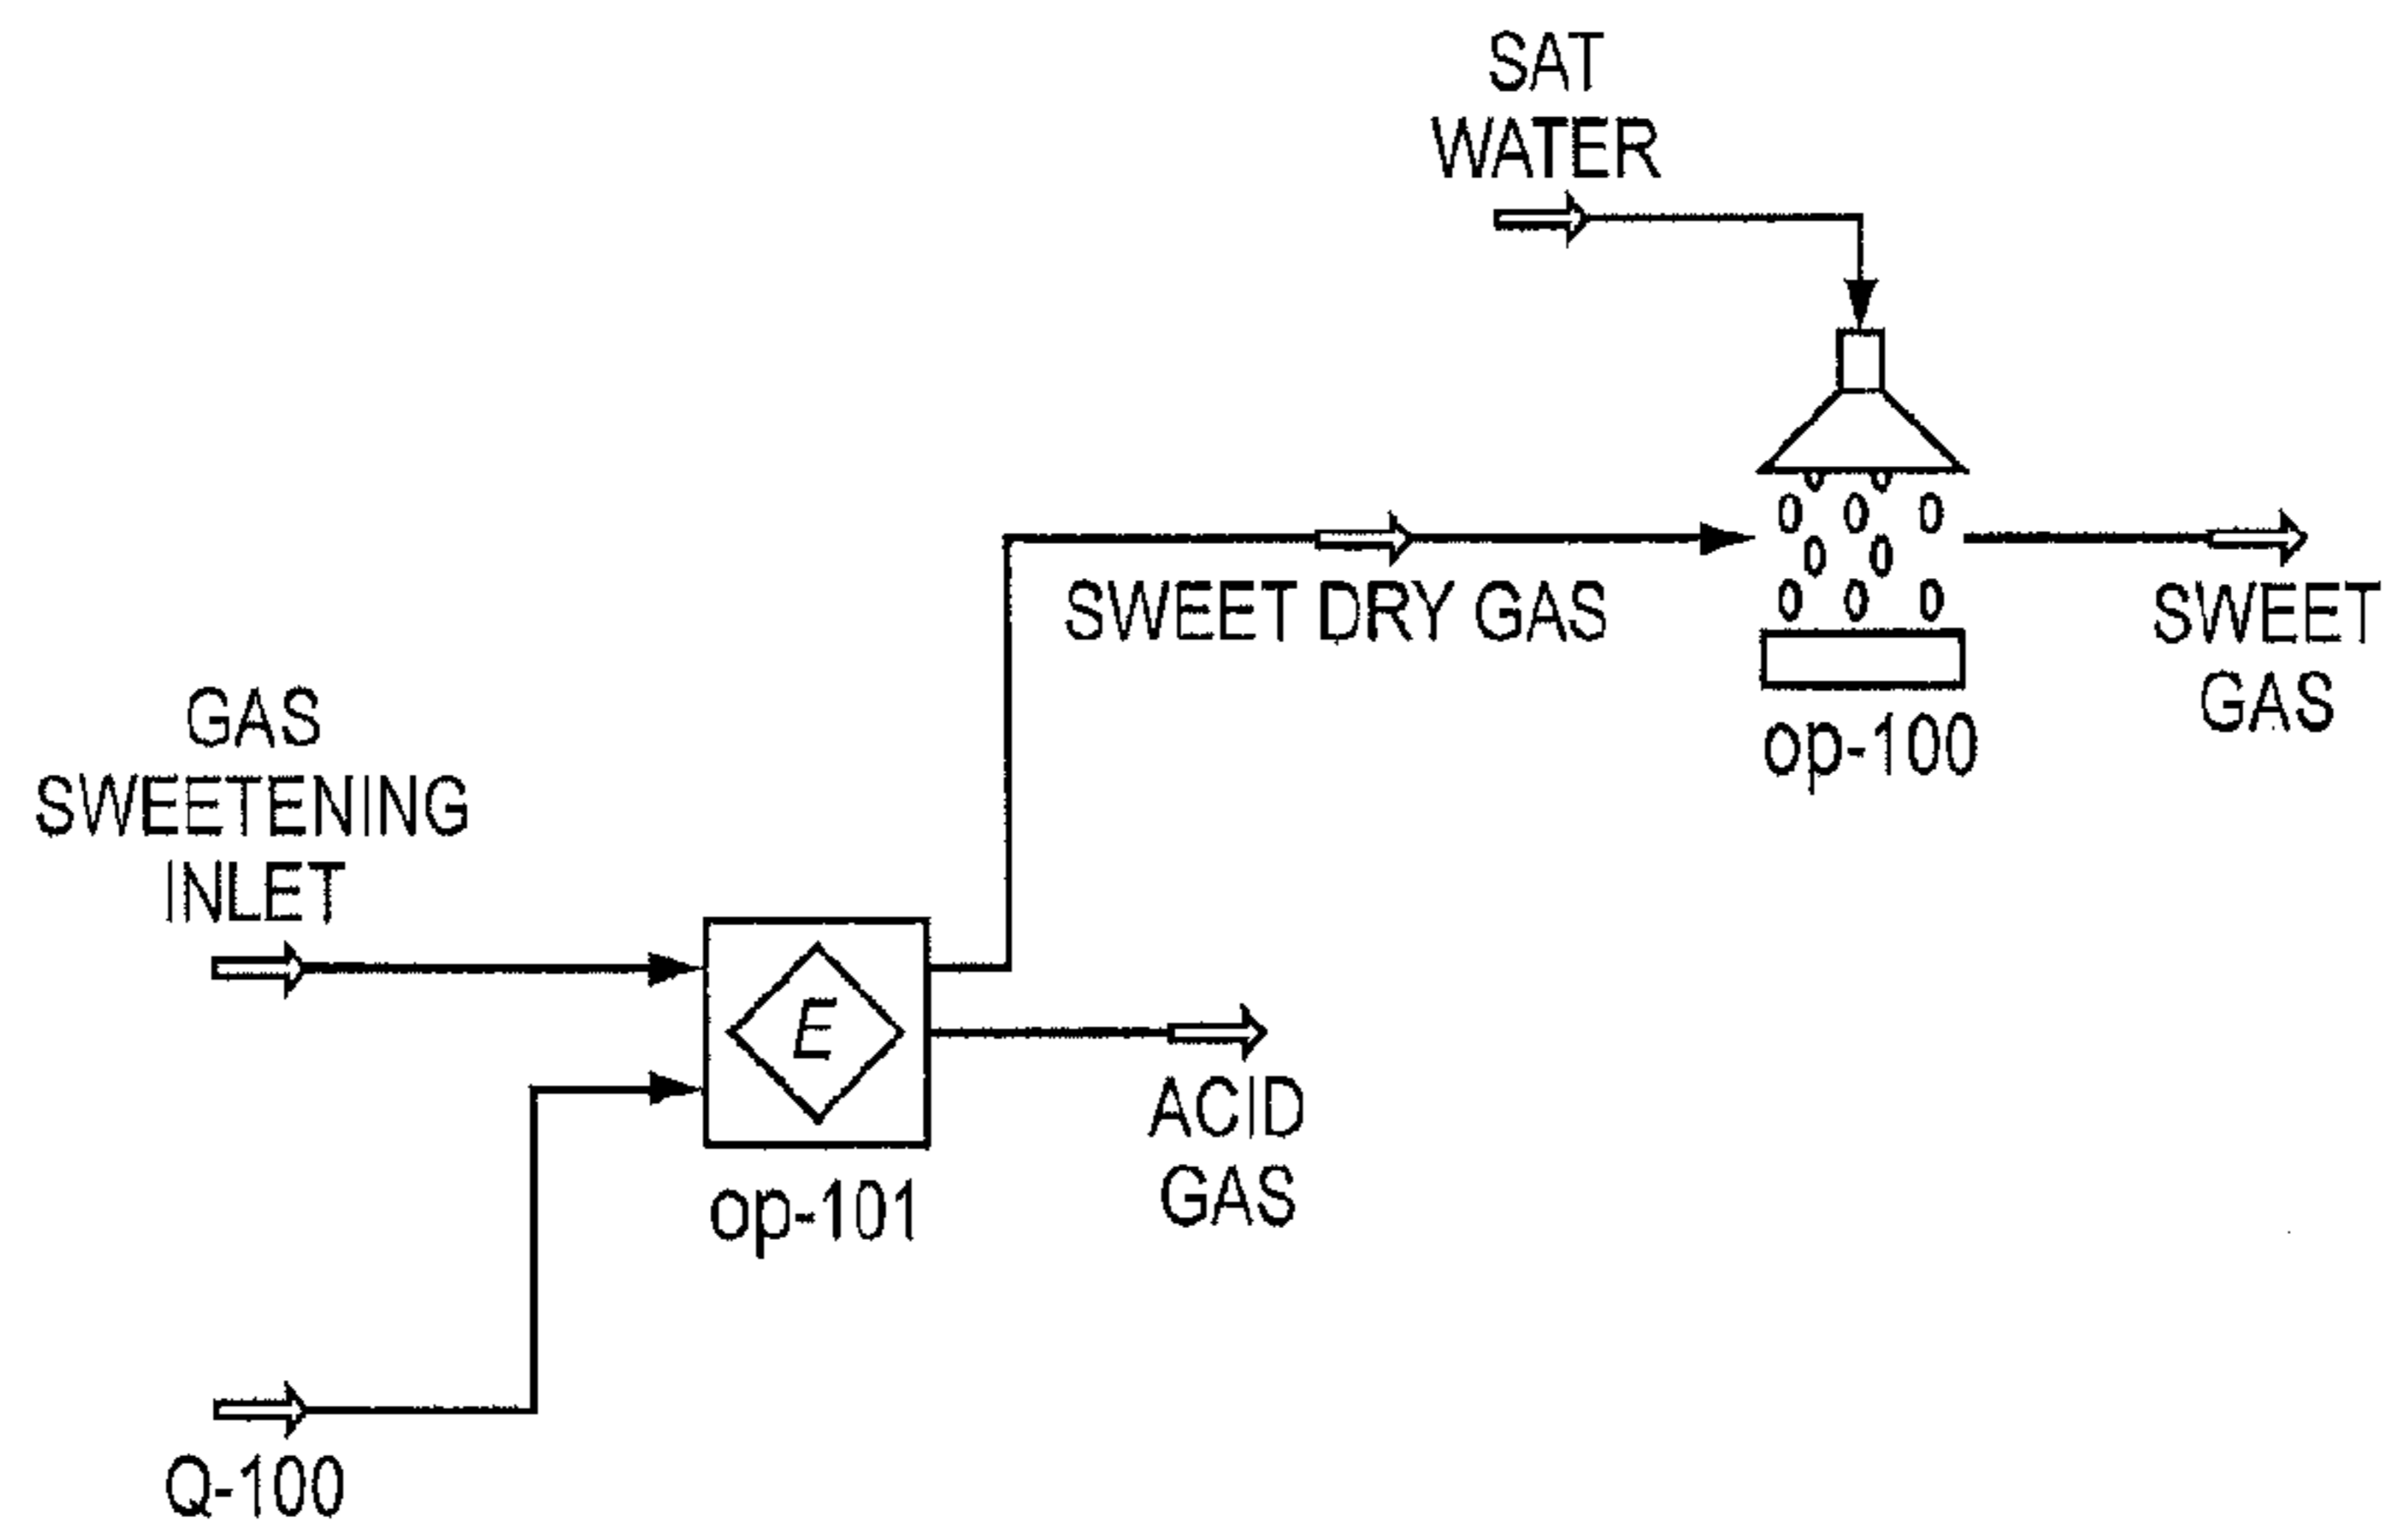 SAT
WATER
SWEET DRY GAS
SWEET
GAS
op-100
GAS
SWEETENING
INLET
E
op-101
ACID
GAS
Q-100